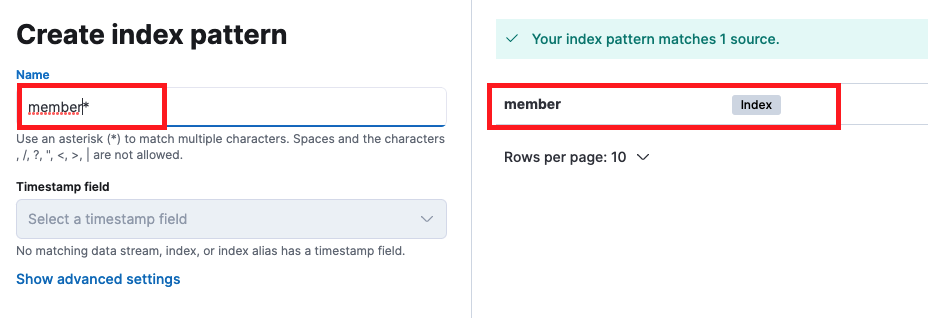 Create index pattern
Name
member*
Use an asterisk (*) to match multiple characters. Spaces and the characters
, /, ?, ", <, >, | are not allowed.
Timestamp field
Select a timestamp field
No matching data stream, index, or index alias has a timestamp field.
Show advanced settings
Your index pattern matches 1 source.
member Index
Rows per page: 10